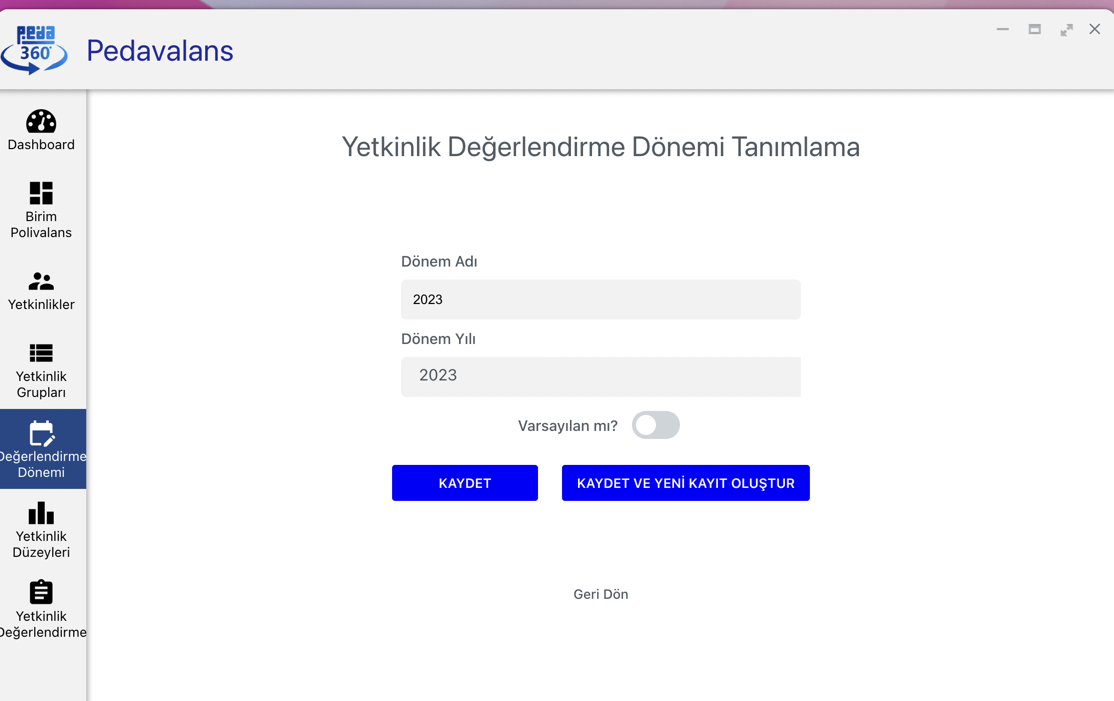 Peda
360°
Pedavalans
Dashboard
Birim
Polivalans
Yetkinlikler
Yetkinlik
Grupları
Değerlendirme
Dönemi
Yetkinlik
Düzeyleri
Yetkinlik
Değerlendirme
Yetkinlik Değerlendirme Dönemi Tanımlama
Dönem Adı
2023
Dönem Yılı
2023
Varsayılan mı?
KAYDET
KAYDET VE YENİ KAYIT OLUŞTUR
Geri Dön